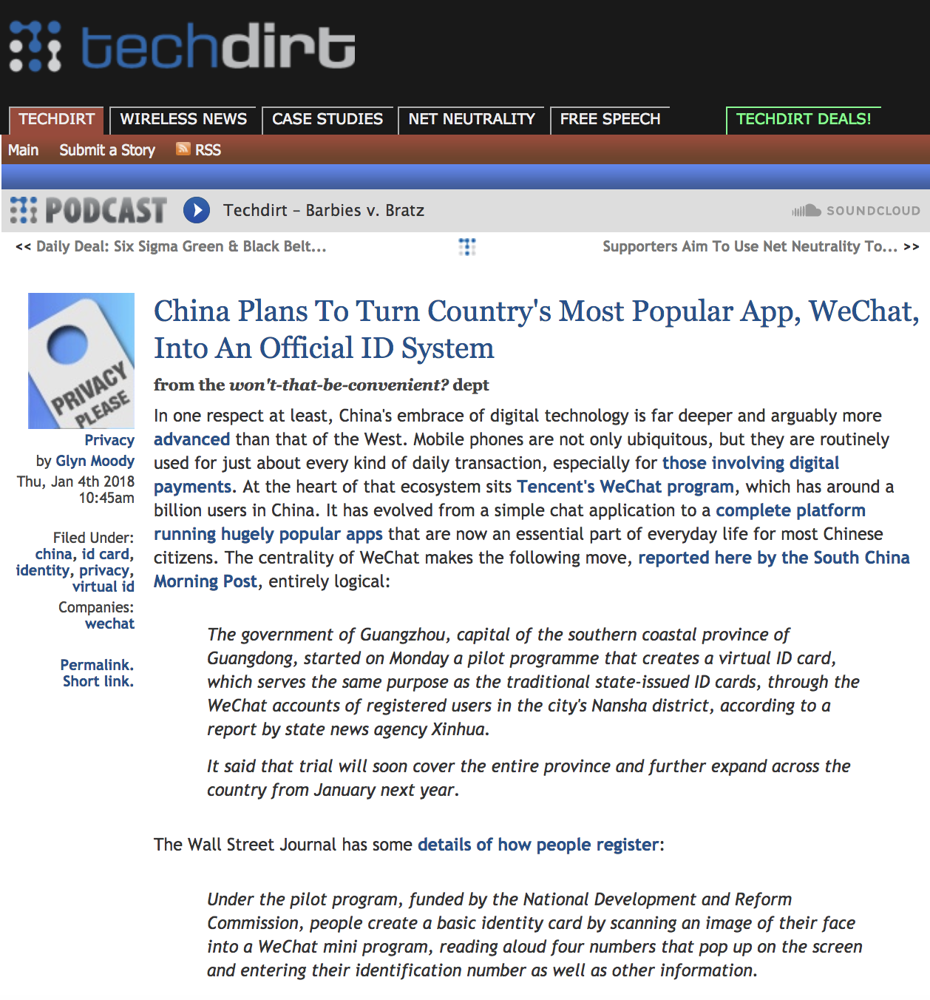 techdirt
TECHDIRT
WIRELESS NEWS
CASE STUDIES
NET NEUTRALITY
FREE SPEECH
TECHDIRT DEALS!
Main
Submit a Story
RSS
PODCAST
Techdirt – Barbies v. Bratz
SOUNDCLOUD
<< Daily Deal: Six Sigma Green & Black Belt...
Supporters Aim To Use Net Neutrality To... >>
PRIVACY
PLEASE
Privacy
by Glyn Moody
Thu, Jan 4th 2018
10:45am
Filed Under:
china, id card,
identity, privacy,
virtual id
Companies:
wechat
Permalink.
Short link.
China Plans To Turn Country's Most Popular App, WeChat,
Into An Official ID System
from the won't-that-be-convenient? dept
In one respect at least, China's embrace of digital technology is far deeper and arguably more
advanced than that of the West. Mobile phones are not only ubiquitous, but they are routinely
used for just about every kind of daily transaction, especially for those involving digital
payments. At the heart of that ecosystem sits Tencent's WeChat program, which has around a
billion users in China. It has evolved from a simple chat application to a complete platform
running hugely popular apps that are now an essential part of everyday life for most Chinese
citizens. The centrality of WeChat makes the following move, reported here by the South China
Morning Post, entirely logical:
The government of Guangzhou, capital of the southern coastal province of
Guangdong, started on Monday a pilot programme that creates a virtual ID card,
which serves the same purpose as the traditional state-issued ID cards, through the
WeChat accounts of registered users in the city's Nansha district, according to a
report by state news agency Xinhua.
It said that trial will soon cover the entire province and further expand across the
country from January next year.
The Wall Street Journal has some details of how people register:
Under the pilot program, funded by the National Development and Reform
Commission, people create a basic identity card by scanning an image of their face
into a WeChat mini program, reading aloud four numbers that pop up on the screen
and entering their identification number as well as other information.